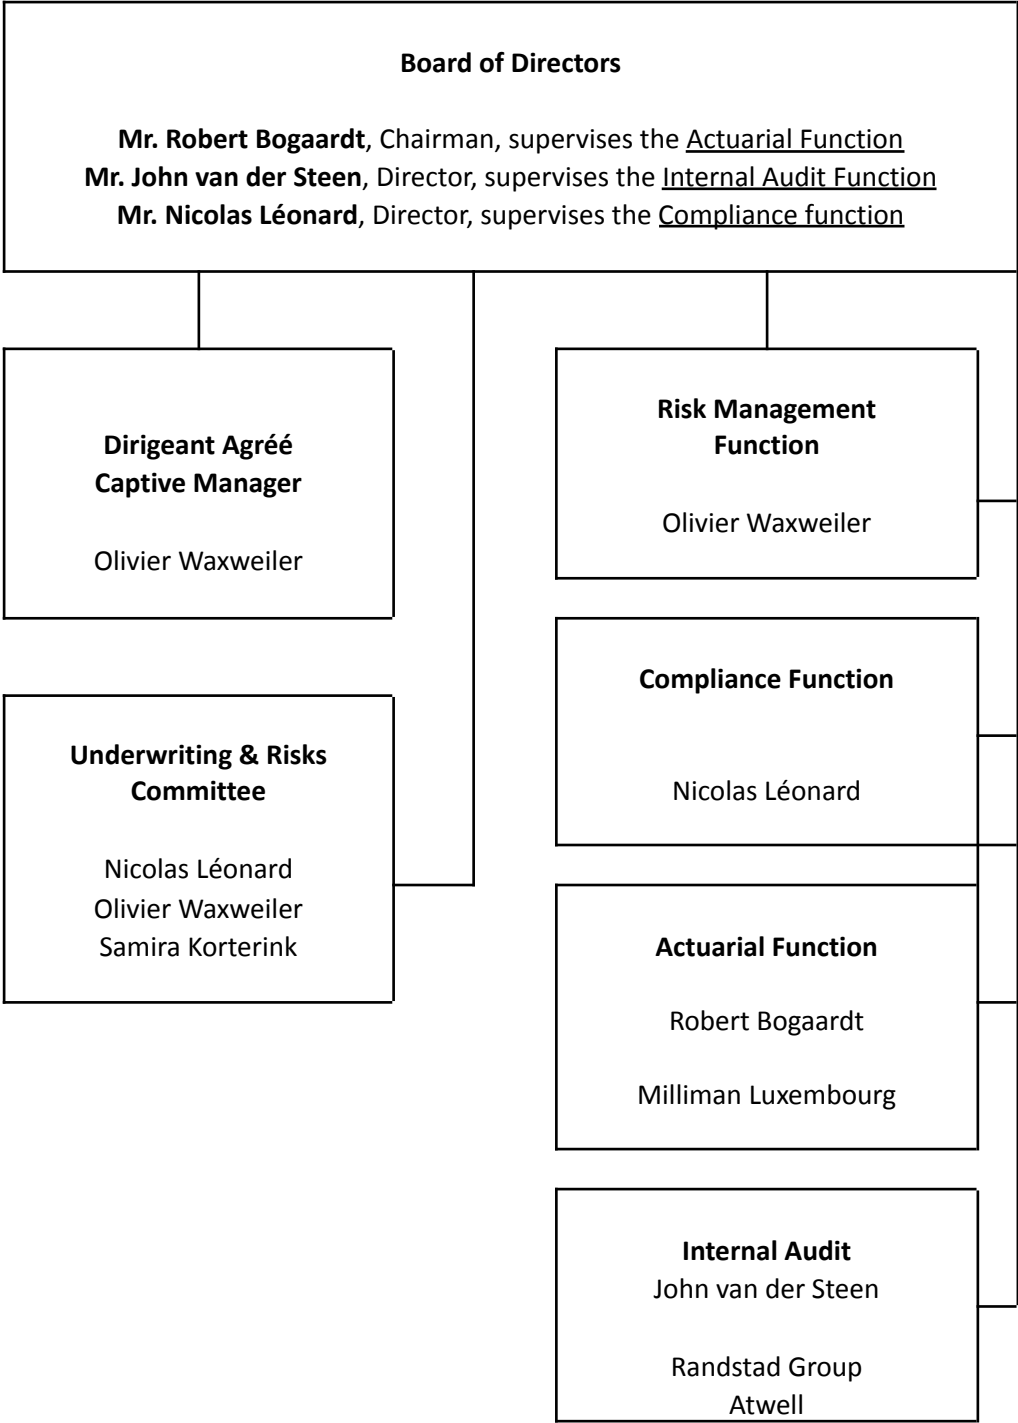 Board of Directors
Mr. Robert Bogaardt, Chairman, supervises the Actuarial Function
Mr. John van der Steen, Director, supervises the Internal Audit Function
Mr. Nicolas Léonard, Director, supervises the Compliance function
Dirigeant Agréé
Captive Manager
Olivier Waxweiler
Underwriting & Risks
Committee
Nicolas Léonard
Olivier Waxweiler
Samira Korterink
Risk Management
Function
Olivier Waxweiler
Compliance Function
Nicolas Léonard
Actuarial Function
Robert Bogaardt
Milliman Luxembourg
Internal Audit
John van der Steen
Randstad Group
Atwell